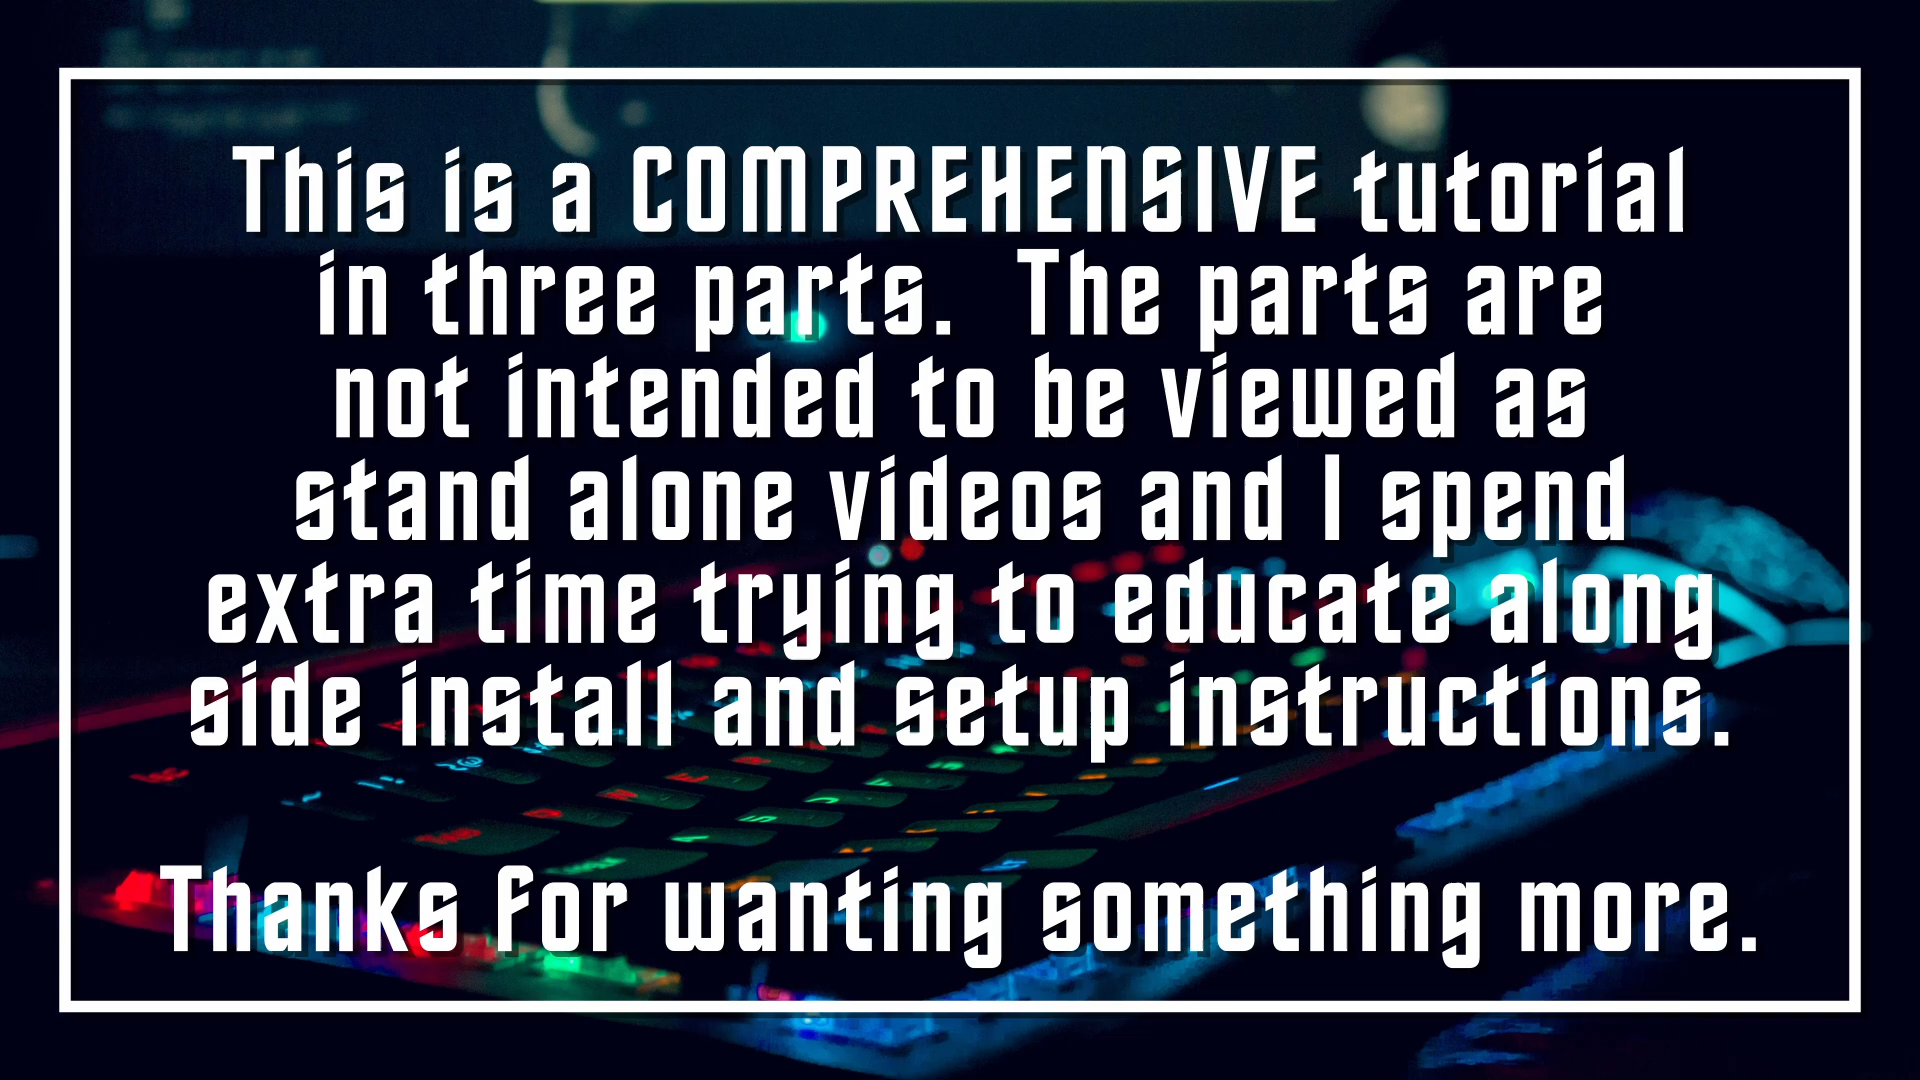 This is a COMPREHENSIVE tutorial
in three parts.  The parts are
not intended to be viewed as
stand alone videos and I spend
extra time trying to educate along
side install and setup instructions.
Thanks for wanting something more.